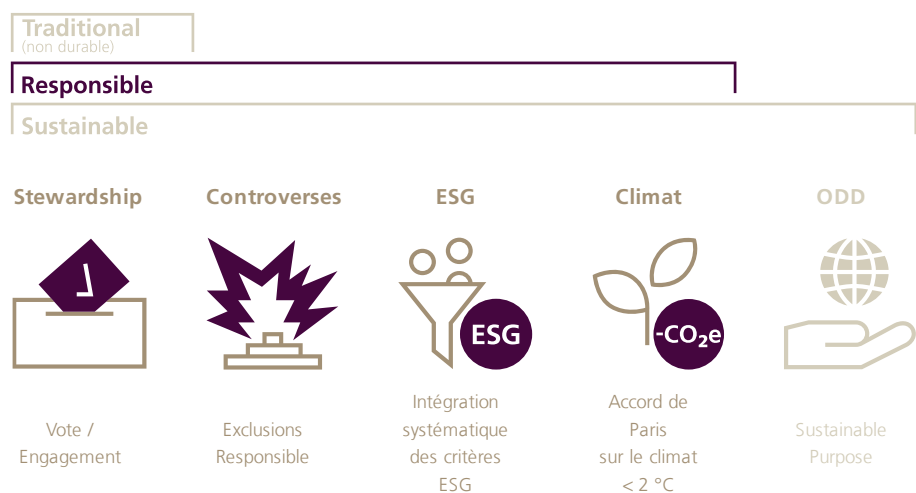 Traditional
(non durable)
Responsible
Sustainable
Stewardship
Controverses
ESG
Climat
ODD
ESG
-CO₂e
Vote /
Engagement
Exclusions
Responsible
Intégration
systématique
des critères
ESG
Accord de
Paris
sur le climat
< 2 °C
Sustainable
Purpose